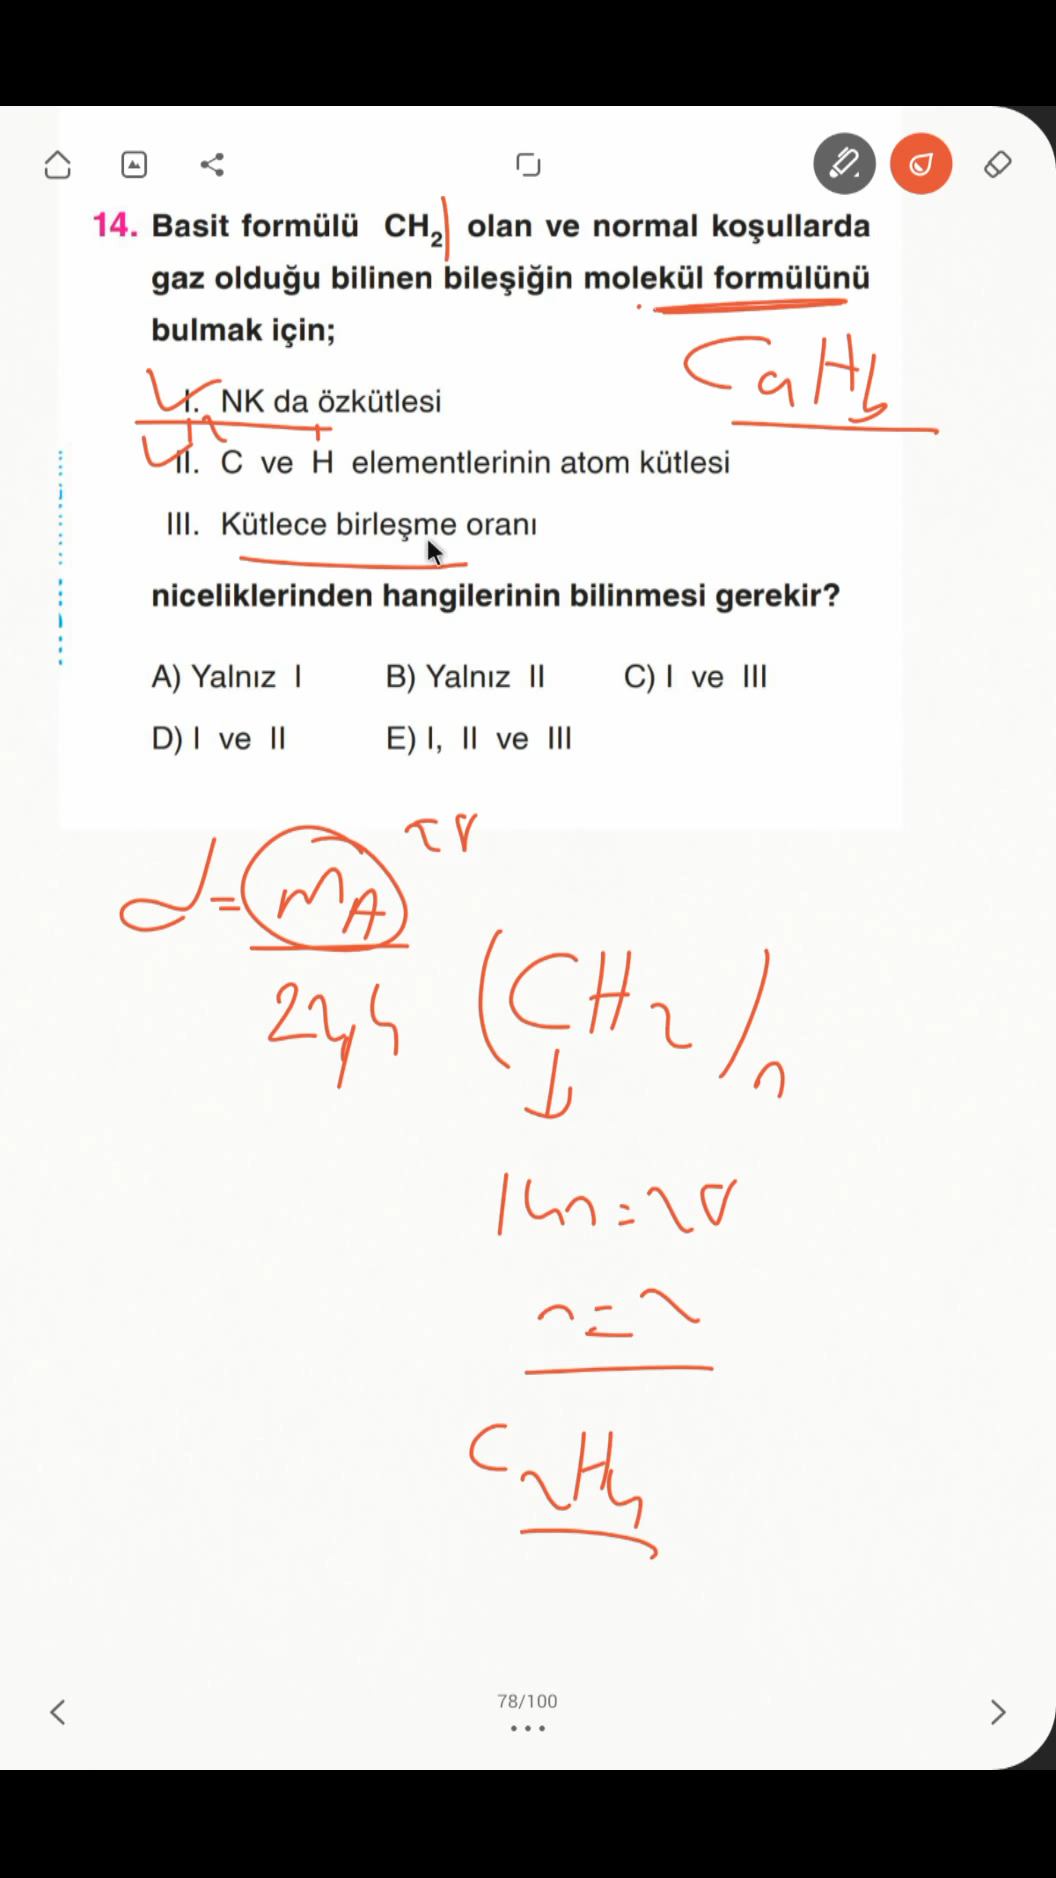 14. Basit formülü CH₂ olan ve normal koşullarda
gaz olduğu bilinen bileşiğin molekül formülünü
bulmak için;
CaHb
I. NK da özkütlesi
II. C ve H elementlerinin atom kütlesi
III. Kütlece birleşme oranı
niceliklerinden hangilerinin bilinmesi gerekir?
A) Yalnız I B) Yalnız II C) I ve III
D) I ve II E) I, II ve III
d = mA
22,4
(CH2)n
14n = 28
n = 2
C2H4
78/100